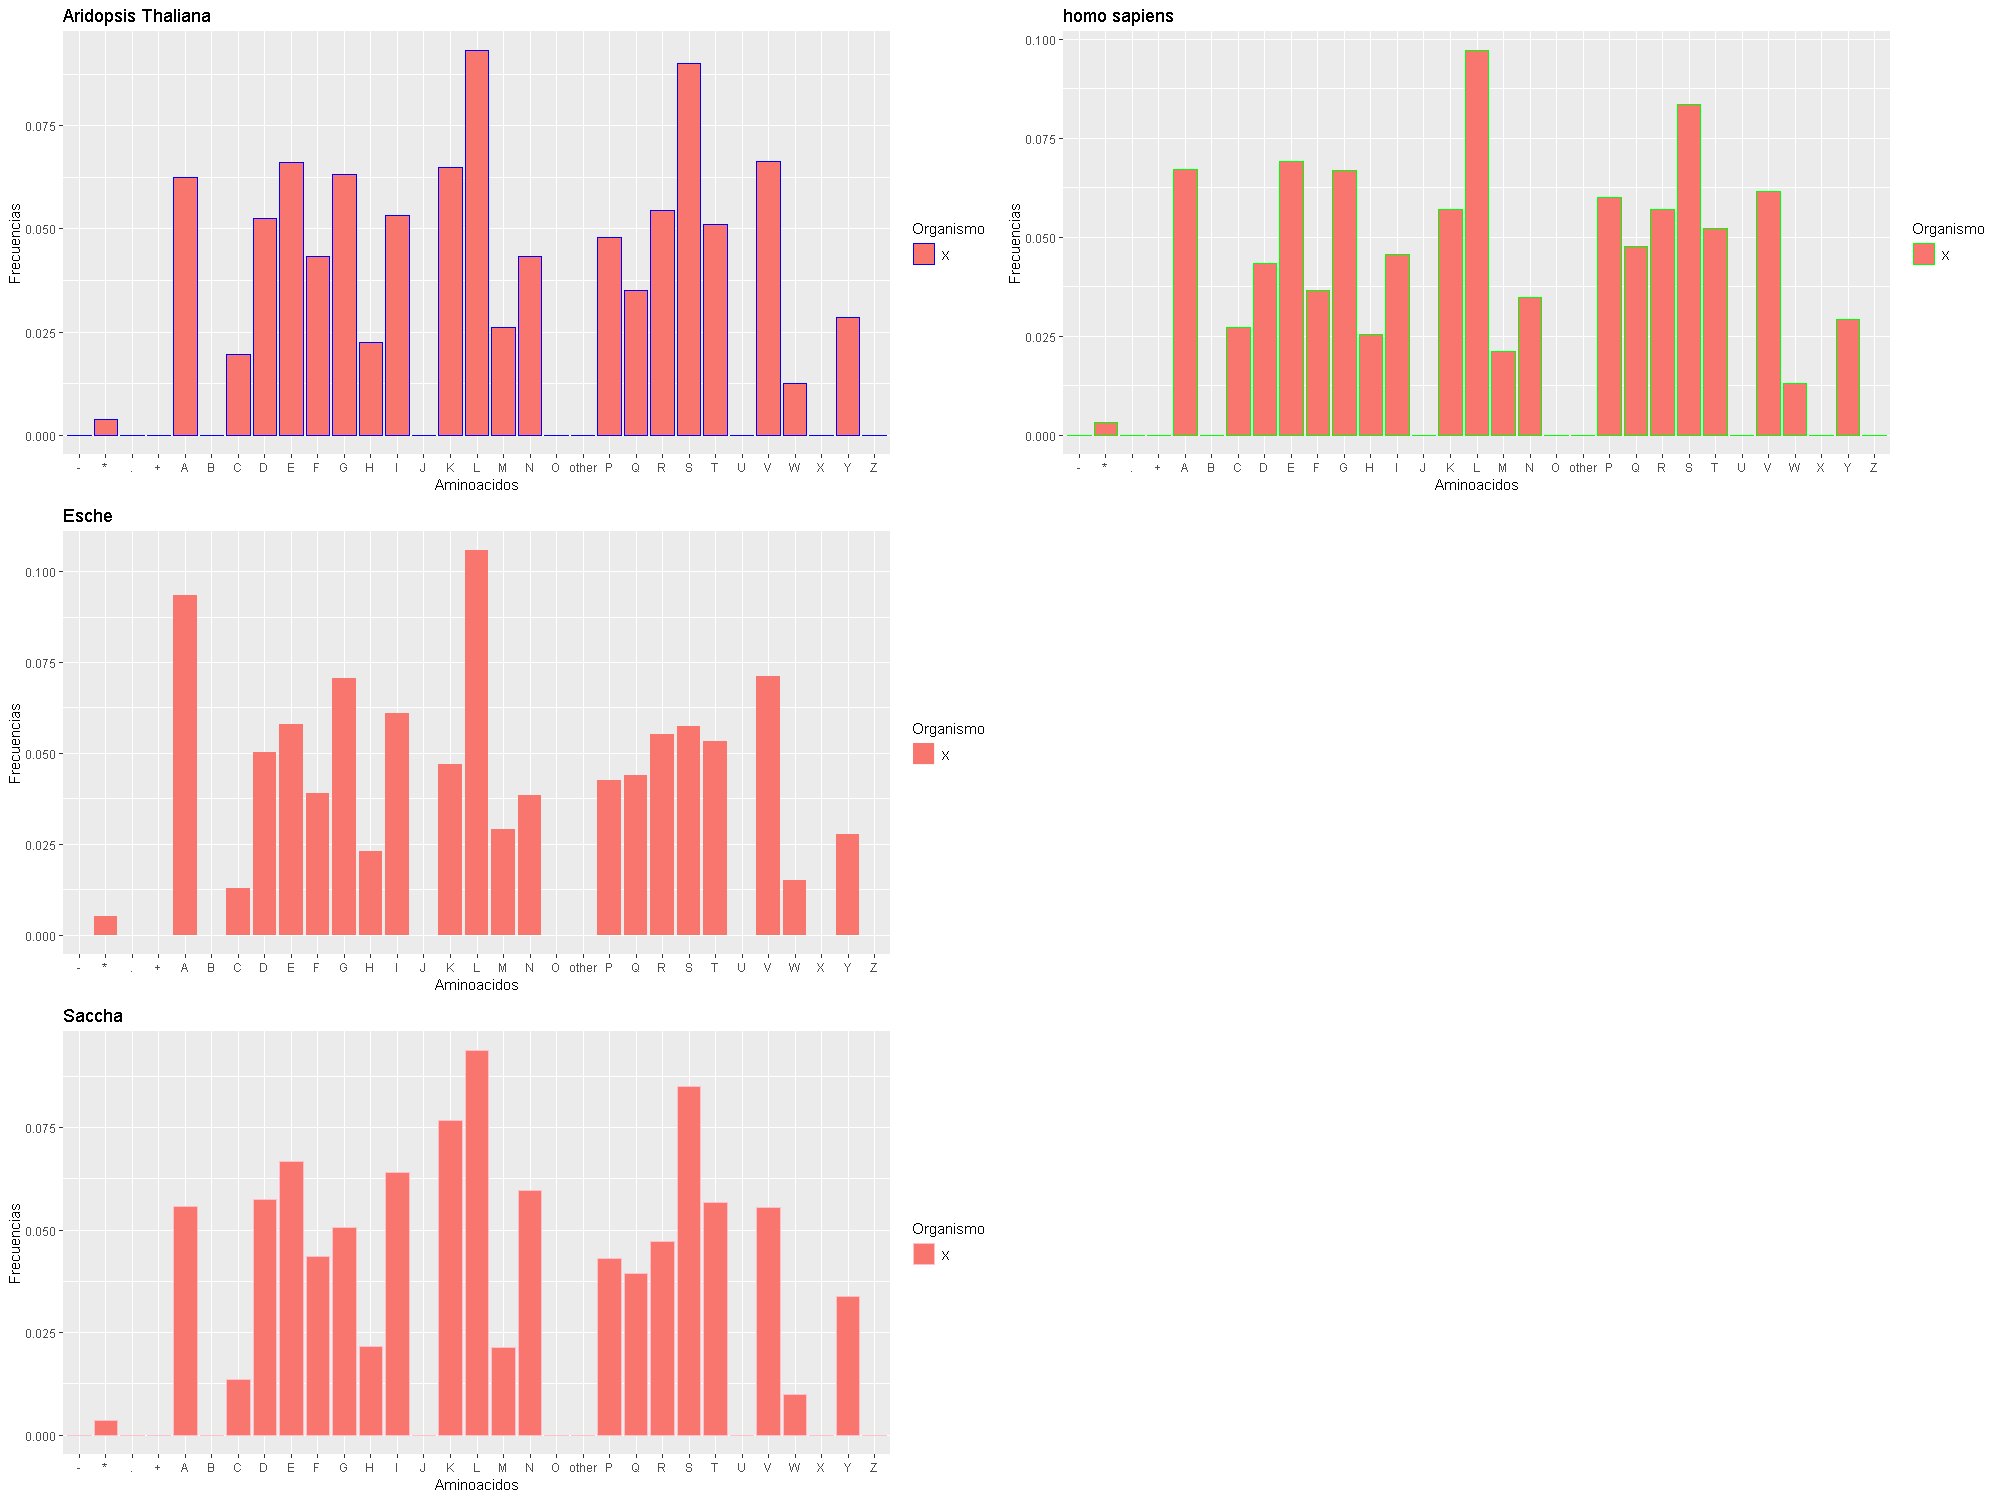 Aridopsis Thaliana
0.075
0.050
0.025
0.000
Frecuencias
- * . + A B C D E F G H I J K L M N O other P Q R S T U V W X Y Z
Aminoacidos
Organismo
X
homo sapiens
0.100
0.075
0.050
0.025
0.000
Frecuencias
- * . + A B C D E F G H I J K L M N O other P Q R S T U V W X Y Z
Aminoacidos
Organismo
X
Esche
0.100
0.075
0.050
0.025
0.000
Frecuencias
- * . + A B C D E F G H I J K L M N O other P Q R S T U V W X Y Z
Aminoacidos
Organismo
X
Saccha
0.075
0.050
0.025
0.000
Frecuencias
- * . + A B C D E F G H I J K L M N O other P Q R S T U V W X Y Z
Aminoacidos
Organismo
X